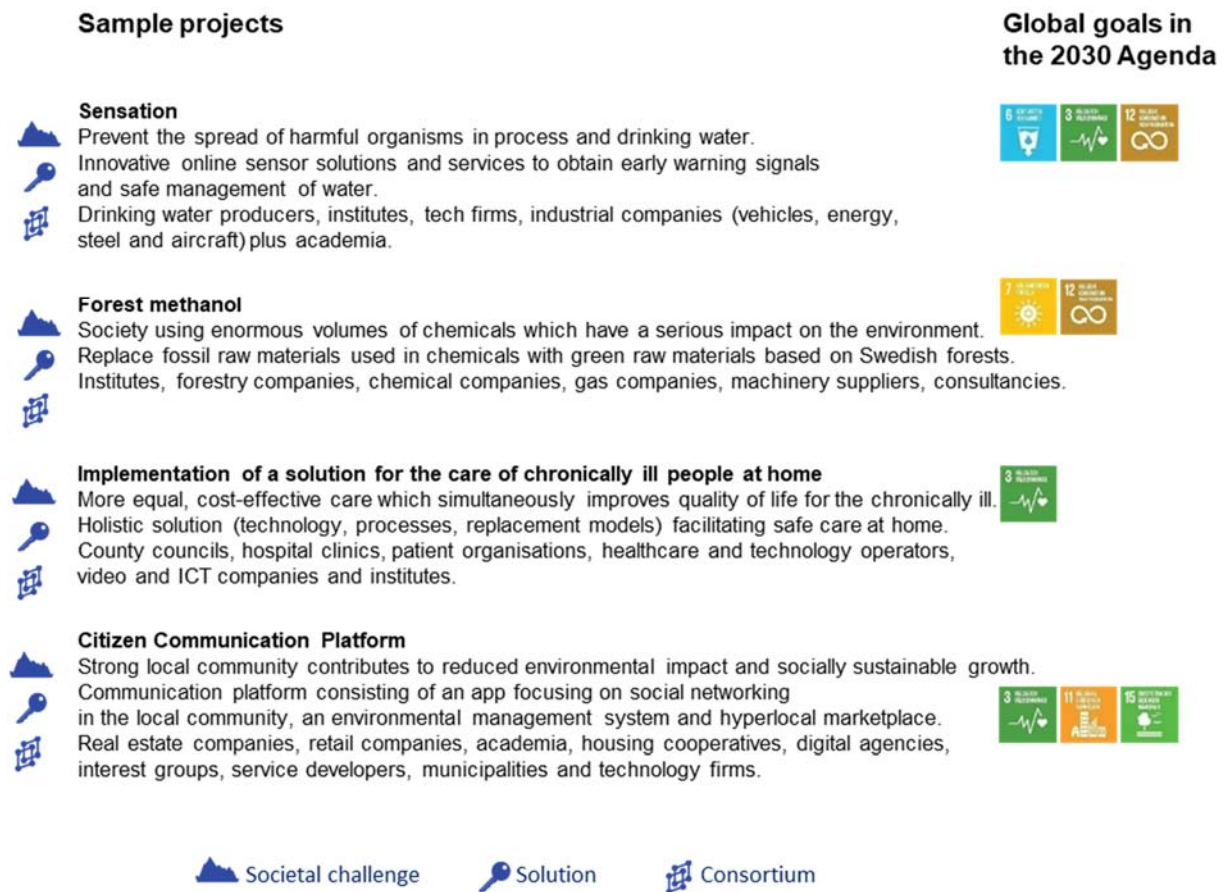 Sample projects
Global goals in
the 2030 Agenda
Sensation
Prevent the spread of harmful organisms in process and drinking water.
Innovative online sensor solutions and services to obtain early warning signals
and safe management of water.
Drinking water producers, institutes, tech firms, industrial companies (vehicles, energy,
steel and aircraft) plus academia.
6
3
12
Forest methanol
Society using enormous volumes of chemicals which have a serious impact on the environment.
Replace fossil raw materials used in chemicals with green raw materials based on Swedish forests.
Institutes, forestry companies, chemical companies, gas companies, machinery suppliers, consultancies.
7
12
Implementation of a solution for the care of chronically ill people at home
More equal, cost-effective care which simultaneously improves quality of life for the chronically ill.
Holistic solution (technology, processes, replacement models) facilitating safe care at home.
County councils, hospital clinics, patient organisations, healthcare and technology operators,
video and ICT companies and institutes.
3
Citizen Communication Platform
Strong local community contributes to reduced environmental impact and socially sustainable growth.
Communication platform consisting of an app focusing on social networking
in the local community, an environmental management system and hyperlocal marketplace.
Real estate companies, retail companies, academia, housing cooperatives, digital agencies,
interest groups, service developers, municipalities and technology firms.
3
11
15
Societal challenge
Solution
Consortium